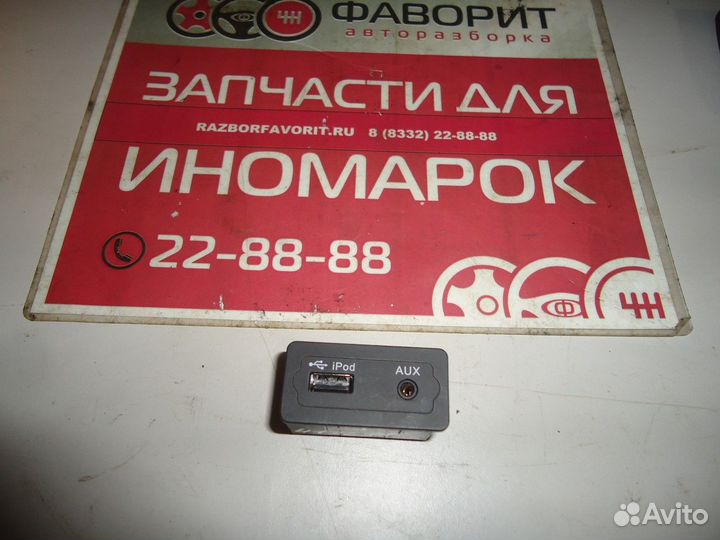 ФАВОРИТ
авторазборка
ЗАПЧАСТИ ДЛЯ
RAZBORFAVORIT.RU 8 (8332) 22-88-88
ИНОМАРОК
22-88-88
iPod
AUX
Avito